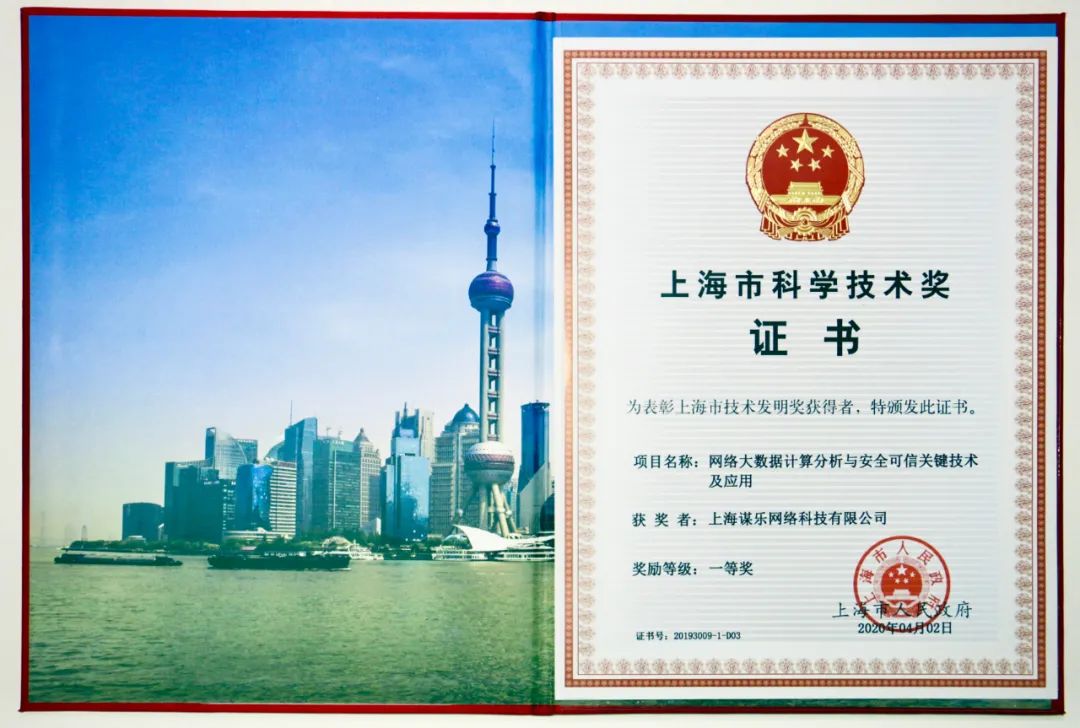 上海市科学技术奖
证书
为表彰上海市技术发明奖获得者，特颁发此证书。
项目名称：网络大数据计算分析与安全可信关键技术
及应用
获奖者：上海谋乐网络科技有限公司
奖励等级：一等奖
上海市人民政府
上海市人民政府
2020年04月02日
证书号：20193009-1-D03